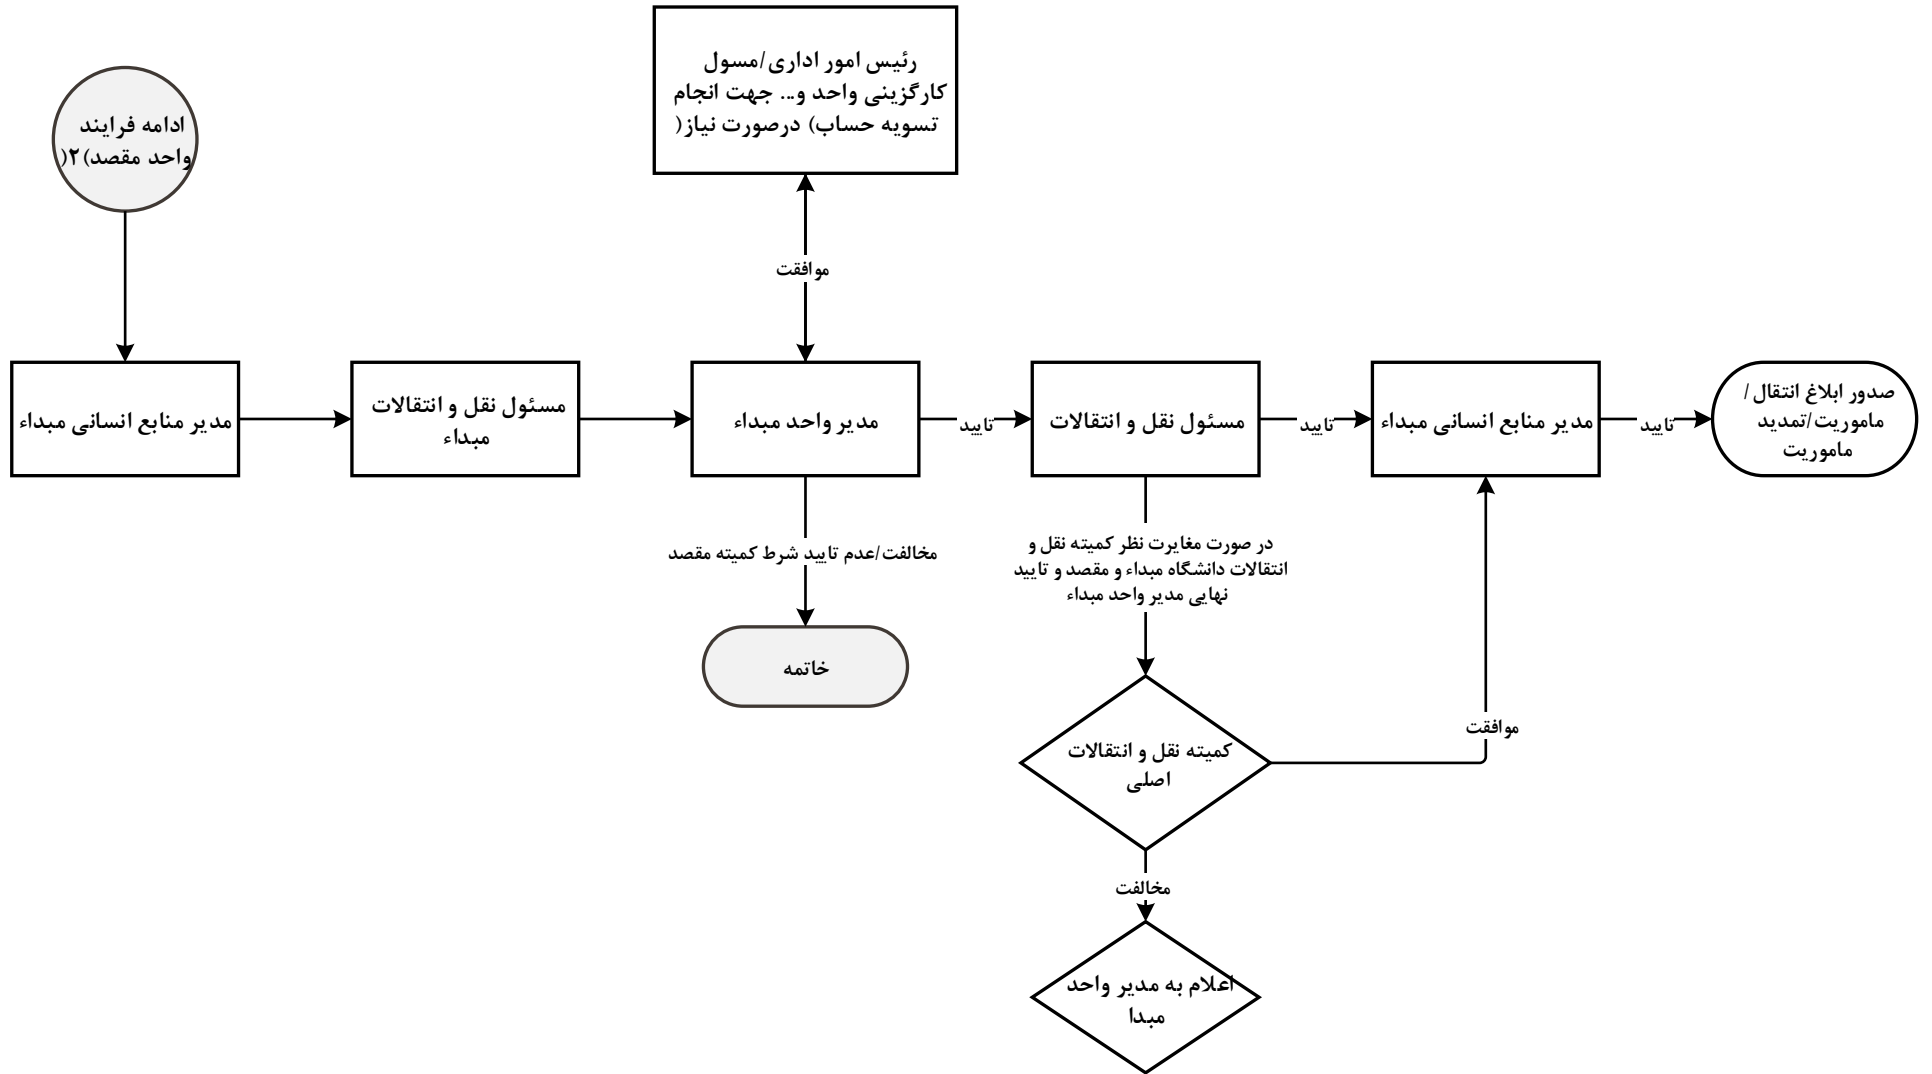 رئیس امور اداری/مسول
کارگزینی واحد و... جهت انجام
تسویه حساب) درصورت نیاز(
ادامه فرایند
واحد مقصد)۲(
موافقت
مدیر منابع انسانی مبداء
مسئول نقل و انتقالات
مبداء
مدیر واحد مبداء
تایید
مسئول نقل و انتقالات
تایید
مدیر منابع انسانی مبداء
تایید
صدور ابلاغ انتقال /
ماموریت/تمدید
ماموریت
مخالفت/عدم تایید شرط کمیته مقصد
خاتمه
در صورت مغایرت نظر کمیته نقل و
انتقالات دانشگاه مبداء و مقصد و تایید
نهایی مدیر واحد مبداء
کمیته نقل و انتقالات
اصلی
موافقت
مخالفت
اعلام به مدیر واحد
مبدا